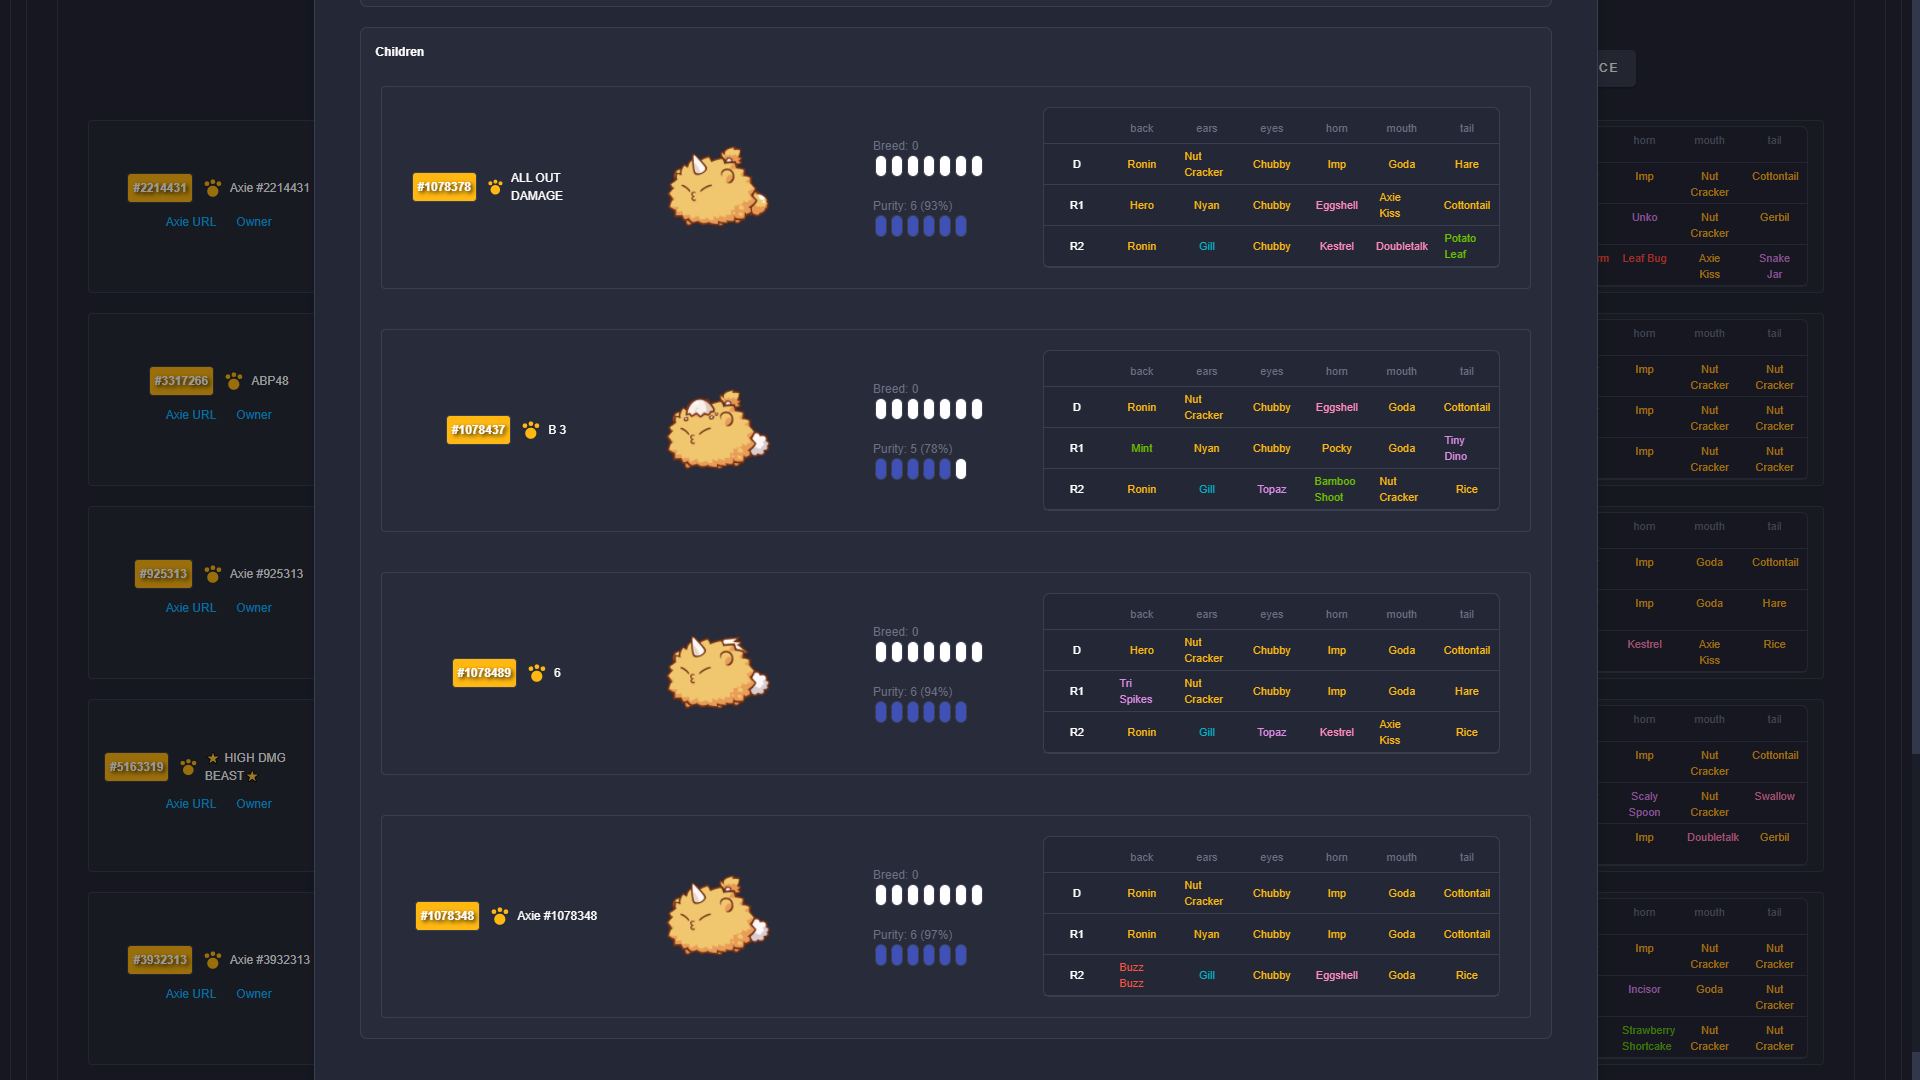 Children
#1078378 ALL OUT
DAMAGE
Breed: 0
Purity: 6 (93%)
back ears eyes horn mouth tail
D Ronin Nut Cracker Chubby Imp Goda Hare
R1 Hero Nyan Chubby Eggshell Axie Kiss Cottontail
R2 Ronin Gill Chubby Kestrel Doubletalk Potato Leaf
#1078437 B 3
Breed: 0
Purity: 5 (78%)
back ears eyes horn mouth tail
D Ronin Nut Cracker Chubby Eggshell Goda Cottontail
R1 Mint Nyan Chubby Pocky Goda Tiny Dino
R2 Ronin Gill Topaz Bamboo Shoot Nut Cracker Rice
#1078489 6
Breed: 0
Purity: 6 (94%)
back ears eyes horn mouth tail
D Hero Nut Cracker Chubby Imp Goda Cottontail
R1 Tri Spikes Nut Cracker Chubby Imp Goda Hare
R2 Ronin Gill Topaz Kestrel Axie Kiss Rice
#1078348 Axie #1078348
Breed: 0
Purity: 6 (97%)
back ears eyes horn mouth tail
D Ronin Nut Cracker Chubby Imp Goda Cottontail
R1 Ronin Nyan Chubby Imp Goda Cottontail
R2 Buzz Buzz Gill Chubby Eggshell Goda Rice
#2214431 Axie #2214431
Axie URL Owner
#3317266 ABP48
Axie URL Owner
#925313 Axie #925313
Axie URL Owner
#5163319 ★ HIGH DMG
BEAST ★
Axie URL Owner
#3932313 Axie #3932313
Axie URL Owner
CE
horn mouth tail
Imp Nut Cracker Cottontail
Unko Nut Cracker Gerbil
rm Leaf Bug Axie Kiss Snake Jar
horn mouth tail
Imp Nut Cracker Nut Cracker
Imp Nut Cracker Nut Cracker
Imp Nut Cracker Nut Cracker
horn mouth tail
Imp Goda Cottontail
Imp Goda Hare
Kestrel Axie Kiss Rice
horn mouth tail
Imp Nut Cracker Cottontail
Scaly Spoon Nut Cracker Swallow
Imp Doubletalk Gerbil
horn mouth tail
Imp Nut Cracker Nut Cracker
Incisor Goda Nut Cracker
Strawberry Shortcake Nut Cracker Nut Cracker